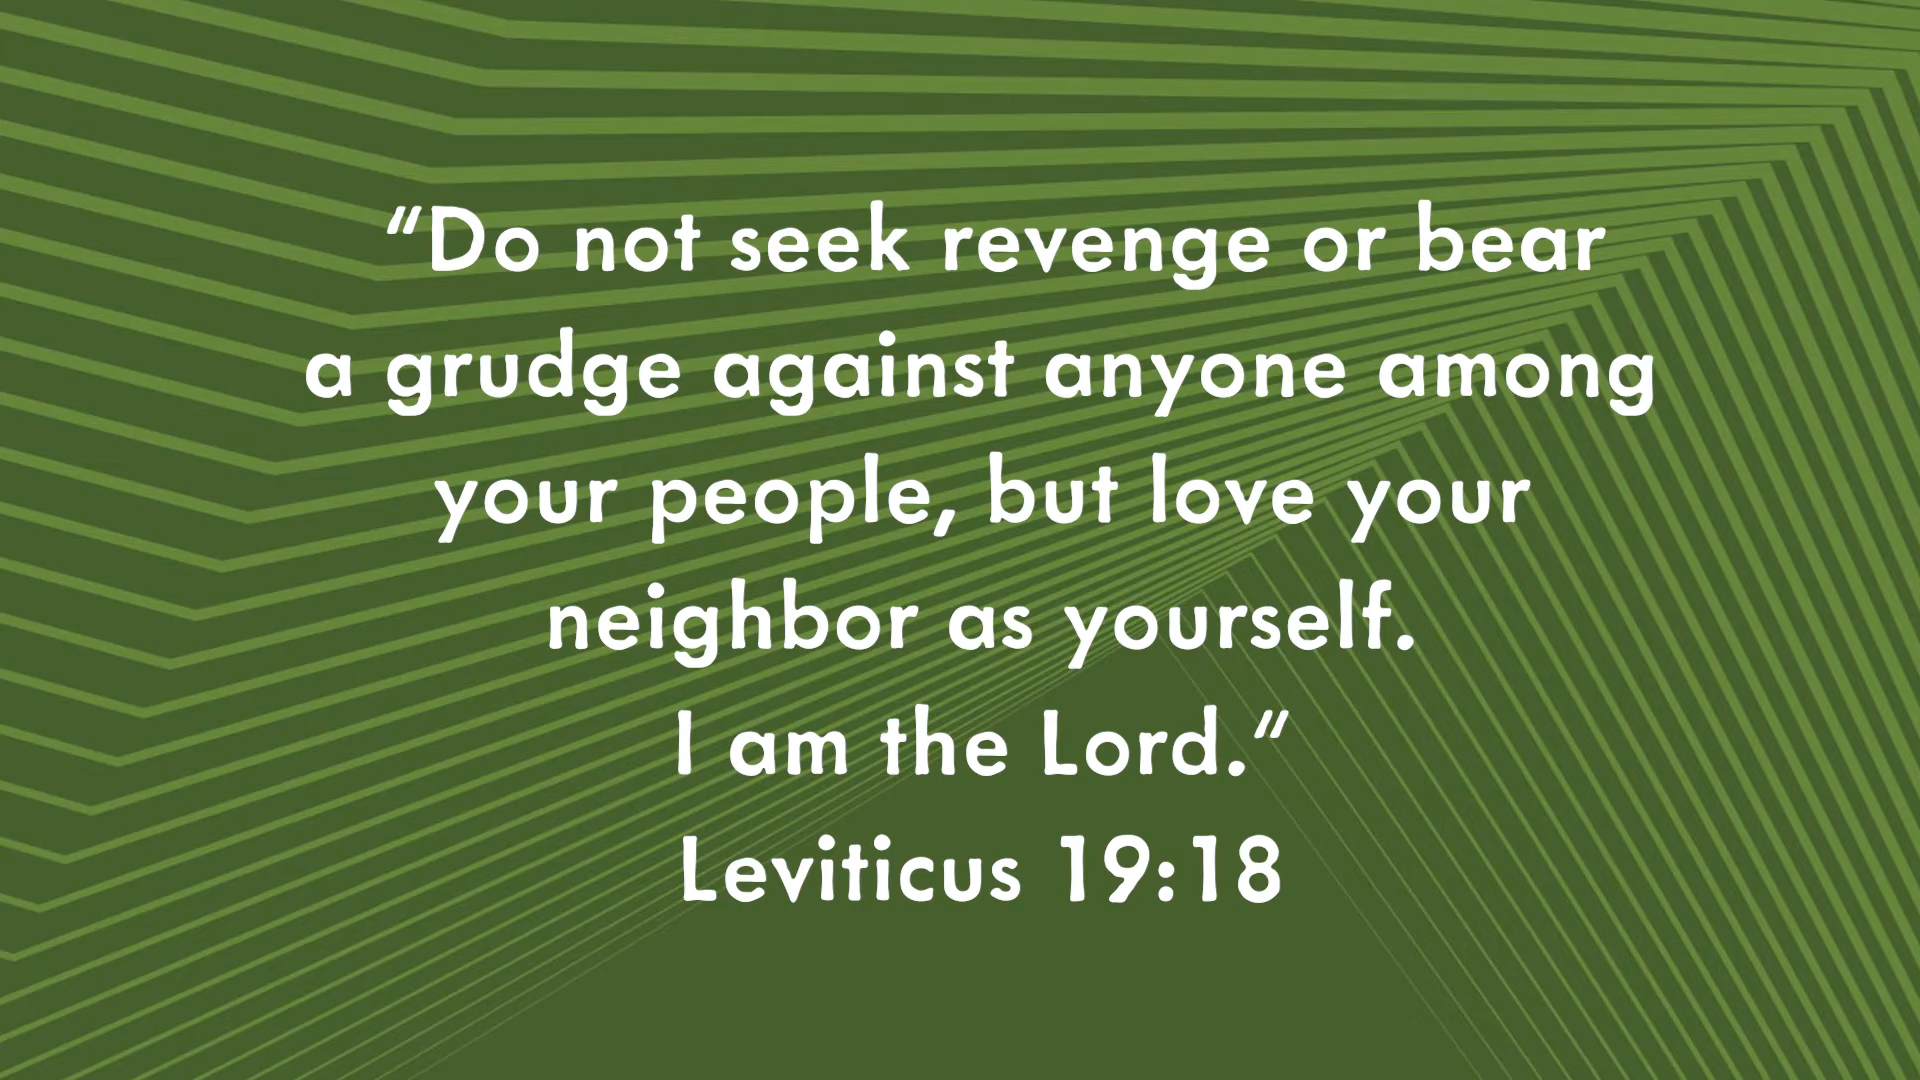 “Do not seek revenge or bear
a grudge against anyone among
your people, but love your
neighbor as yourself.
I am the Lord.”
Leviticus 19:18